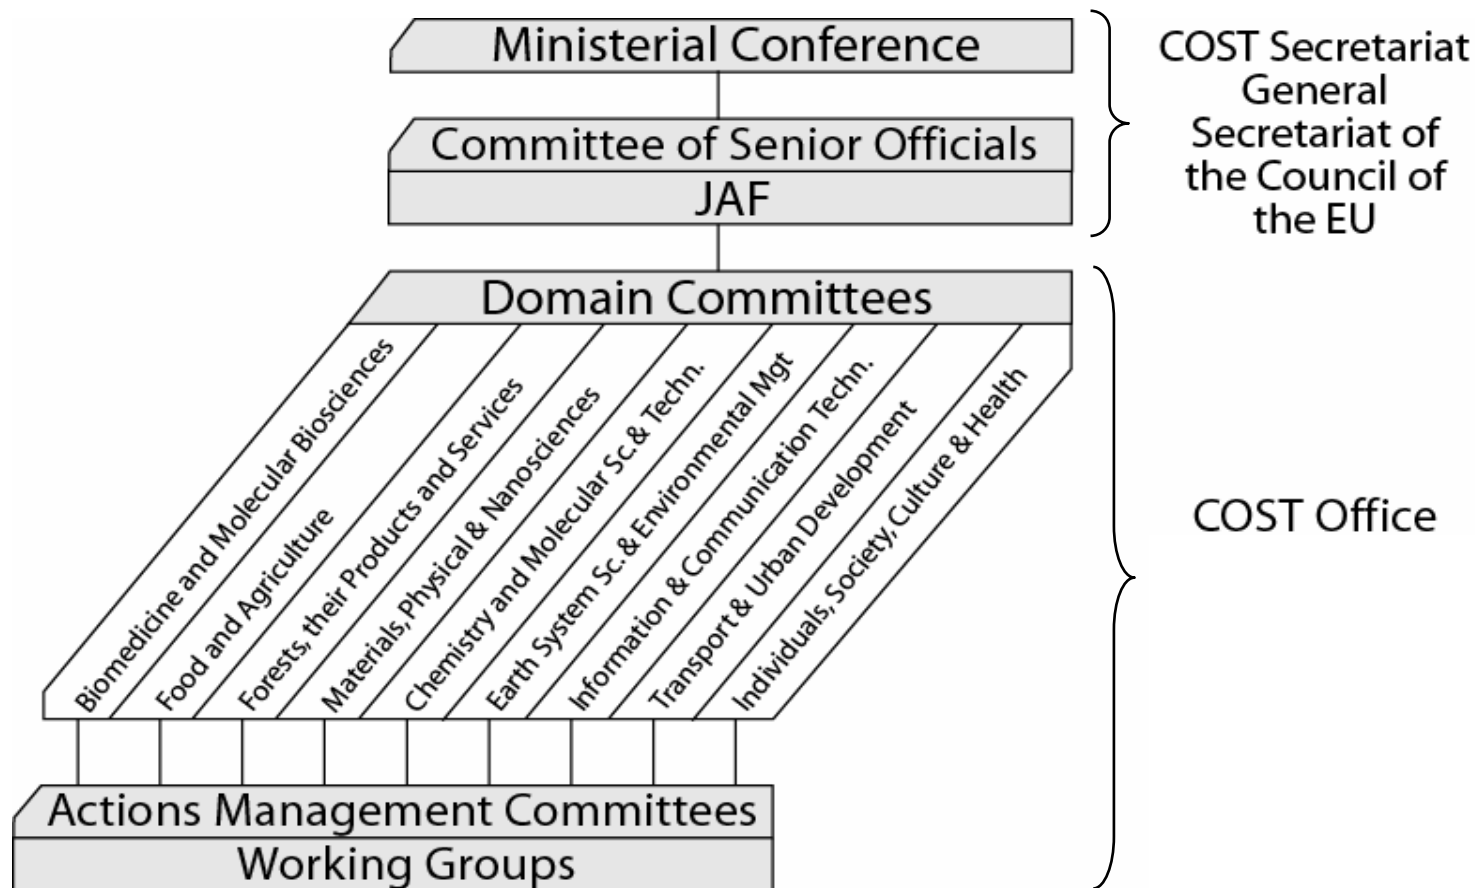 Ministerial Conference
COST Secretariat
General
Secretariat of
the Council of
the EU
Committee of Senior Officials
JAF
Domain Committees
Biomedicine and Molecular Biosciences
Food and Agriculture
Forests, their Products and Services
Materials, Physical & Nanosciences
Chemistry and Molecular Sc.& Techn.
Earth System Sc.& Environmental Mgt
Information & Communication Techn.
Transport & Urban Development
Individuals, Society, Culture & Health
COST Office
Actions Management Committees
Working Groups